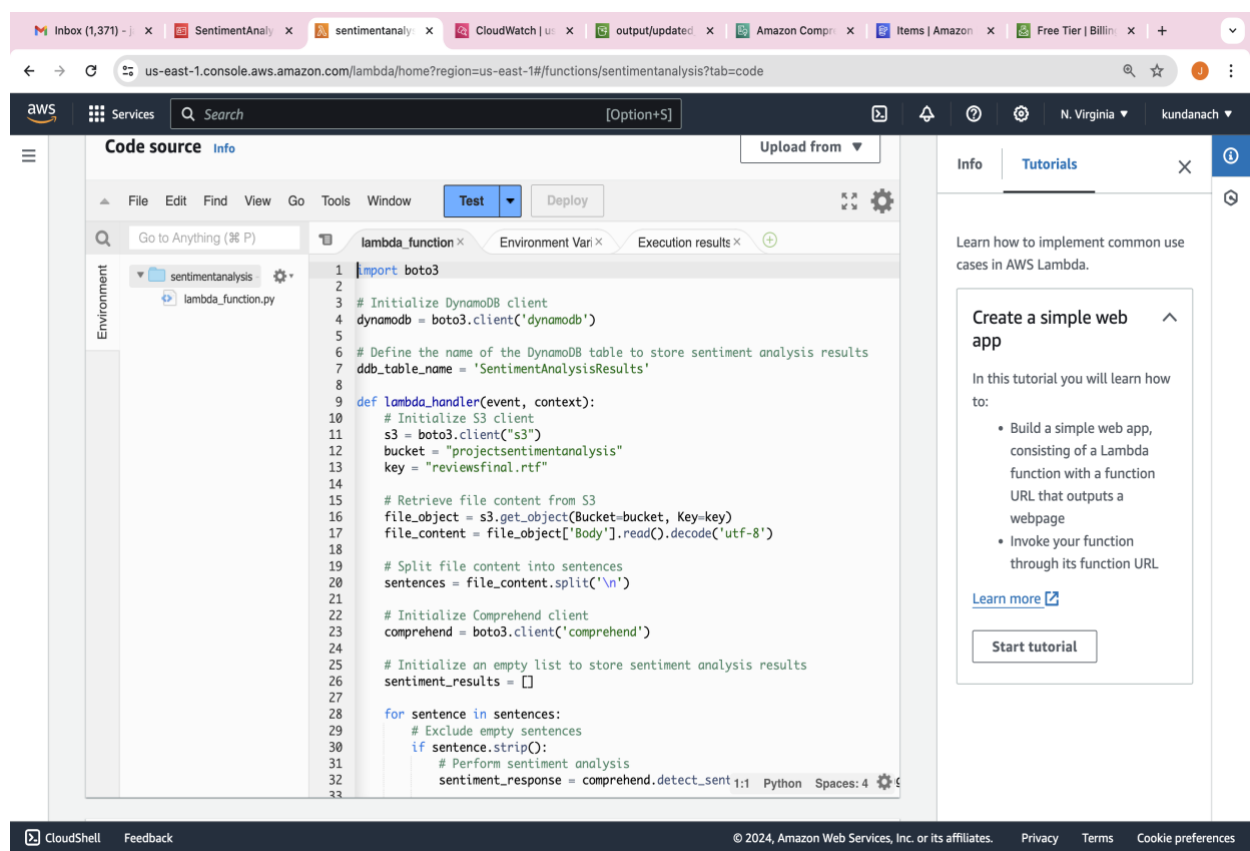 Inbox (1,371) - j
SentimentAnaly
sentimentanaly
CloudWatch | us
output/updated
Amazon Compr
Items | Amazon
Free Tier | Billin
us-east-1.console.aws.amazon.com/lambda/home?region=us-east-1#/functions/sentimentanalysis?tab=code
J
aws
Services
Search
[Option+S]
N. Virginia
kundanach
Code source Info
Upload from
File Edit Find View Go Tools Window
Test
Deploy
Go to Anything (⌘ P)
lambda_function
Environment Vari
Execution results
Environment
sentimentanalysis
lambda_function.py
1 import boto3
2
3 # Initialize DynamoDB client
4 dynamodb = boto3.client('dynamodb')
5
6 # Define the name of the DynamoDB table to store sentiment analysis results
7 ddb_table_name = 'SentimentAnalysisResults'
8
9 def lambda_handler(event, context):
10 # Initialize S3 client
11 s3 = boto3.client("s3")
12 bucket = "projectsentimentanalysis"
13 key = "reviewsfinal.rtf"
14
15 # Retrieve file content from S3
16 file_object = s3.get_object(Bucket=bucket, Key=key)
17 file_content = file_object['Body'].read().decode('utf-8')
18
19 # Split file content into sentences
20 sentences = file_content.split('\n')
21
22 # Initialize Comprehend client
23 comprehend = boto3.client('comprehend')
24
25 # Initialize an empty list to store sentiment analysis results
26 sentiment_results = []
27
28 for sentence in sentences:
29 # Exclude empty sentences
30 if sentence.strip():
31 # Perform sentiment analysis
32 sentiment_response = comprehend.detect_sent
33
1:1 Python Spaces: 4
Info
Tutorials
Learn how to implement common use
cases in AWS Lambda.
Create a simple web
app
In this tutorial you will learn how
to:
• Build a simple web app,
consisting of a Lambda
function with a function
URL that outputs a
webpage
• Invoke your function
through its function URL
Learn more
Start tutorial
CloudShell
Feedback
© 2024, Amazon Web Services, Inc. or its affiliates.
Privacy
Terms
Cookie preferences